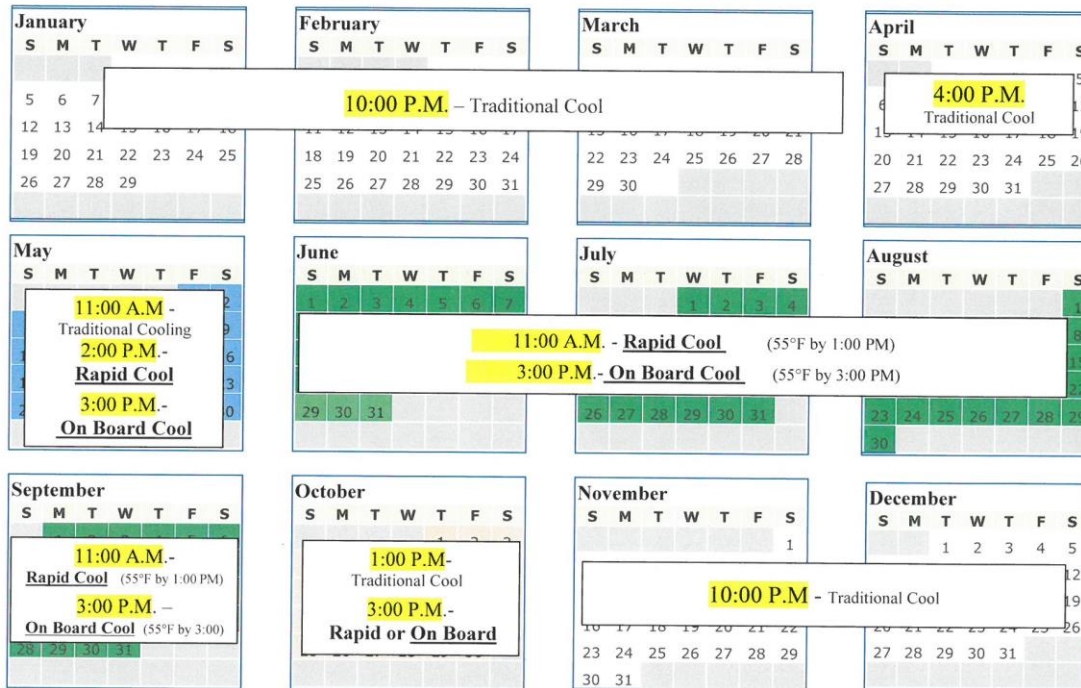 January
S M T W T F S
5 6 7
12 13 14
19 20 21 22 23 24 25
26 27 28 29
February
S M T W T F S
18 19 20 21 22 23 24
25 26 27 28 29 30 31
March
S M T W T F S
22 23 24 25 26 27 28
29 30
10:00 P.M. – Traditional Cool
April
S M T W T F S
4:00 P.M.
Traditional Cool
20 21 22 23 24 25 26
27 28 29 30 31
May
S M T W T F S
11:00 A.M -
Traditional Cooling
2:00 P.M.-
Rapid Cool
3:00 P.M.-
On Board Cool
June
S M T W T F S
1 2 3 4 5 6 7
29 30 31
July
S M T W T F S
1 2 3 4
26 27 28 29 30 31
August
S M T W T F S
1
8
15
23 24 25 26 27 28 29
30
11:00 A.M. - Rapid Cool (55°F by 1:00 PM)
3:00 P.M.- On Board Cool (55°F by 3:00 PM)
September
S M T W T F S
11:00 A.M.-
Rapid Cool (55°F by 1:00 PM)
3:00 P.M. –
On Board Cool (55°F by 3:00)
28 29 30 31
October
S M T W T F S
1:00 P.M-
Traditional Cool
3:00 P.M.-
Rapid or On Board
November
S M T W T F S
1
23 24 25 26 27 28 29
30 31
December
S M T W T F S
1 2 3 4 5
12
19
26
27 28 29 30 31
10:00 P.M - Traditional Cool